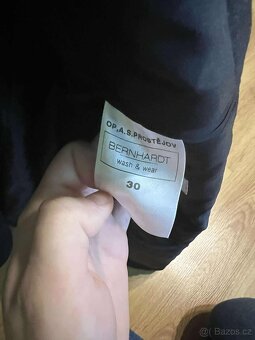 OP,A.S.PROSTĚJOV
BERNHARDT
wash & wear
30
Bazos.cz